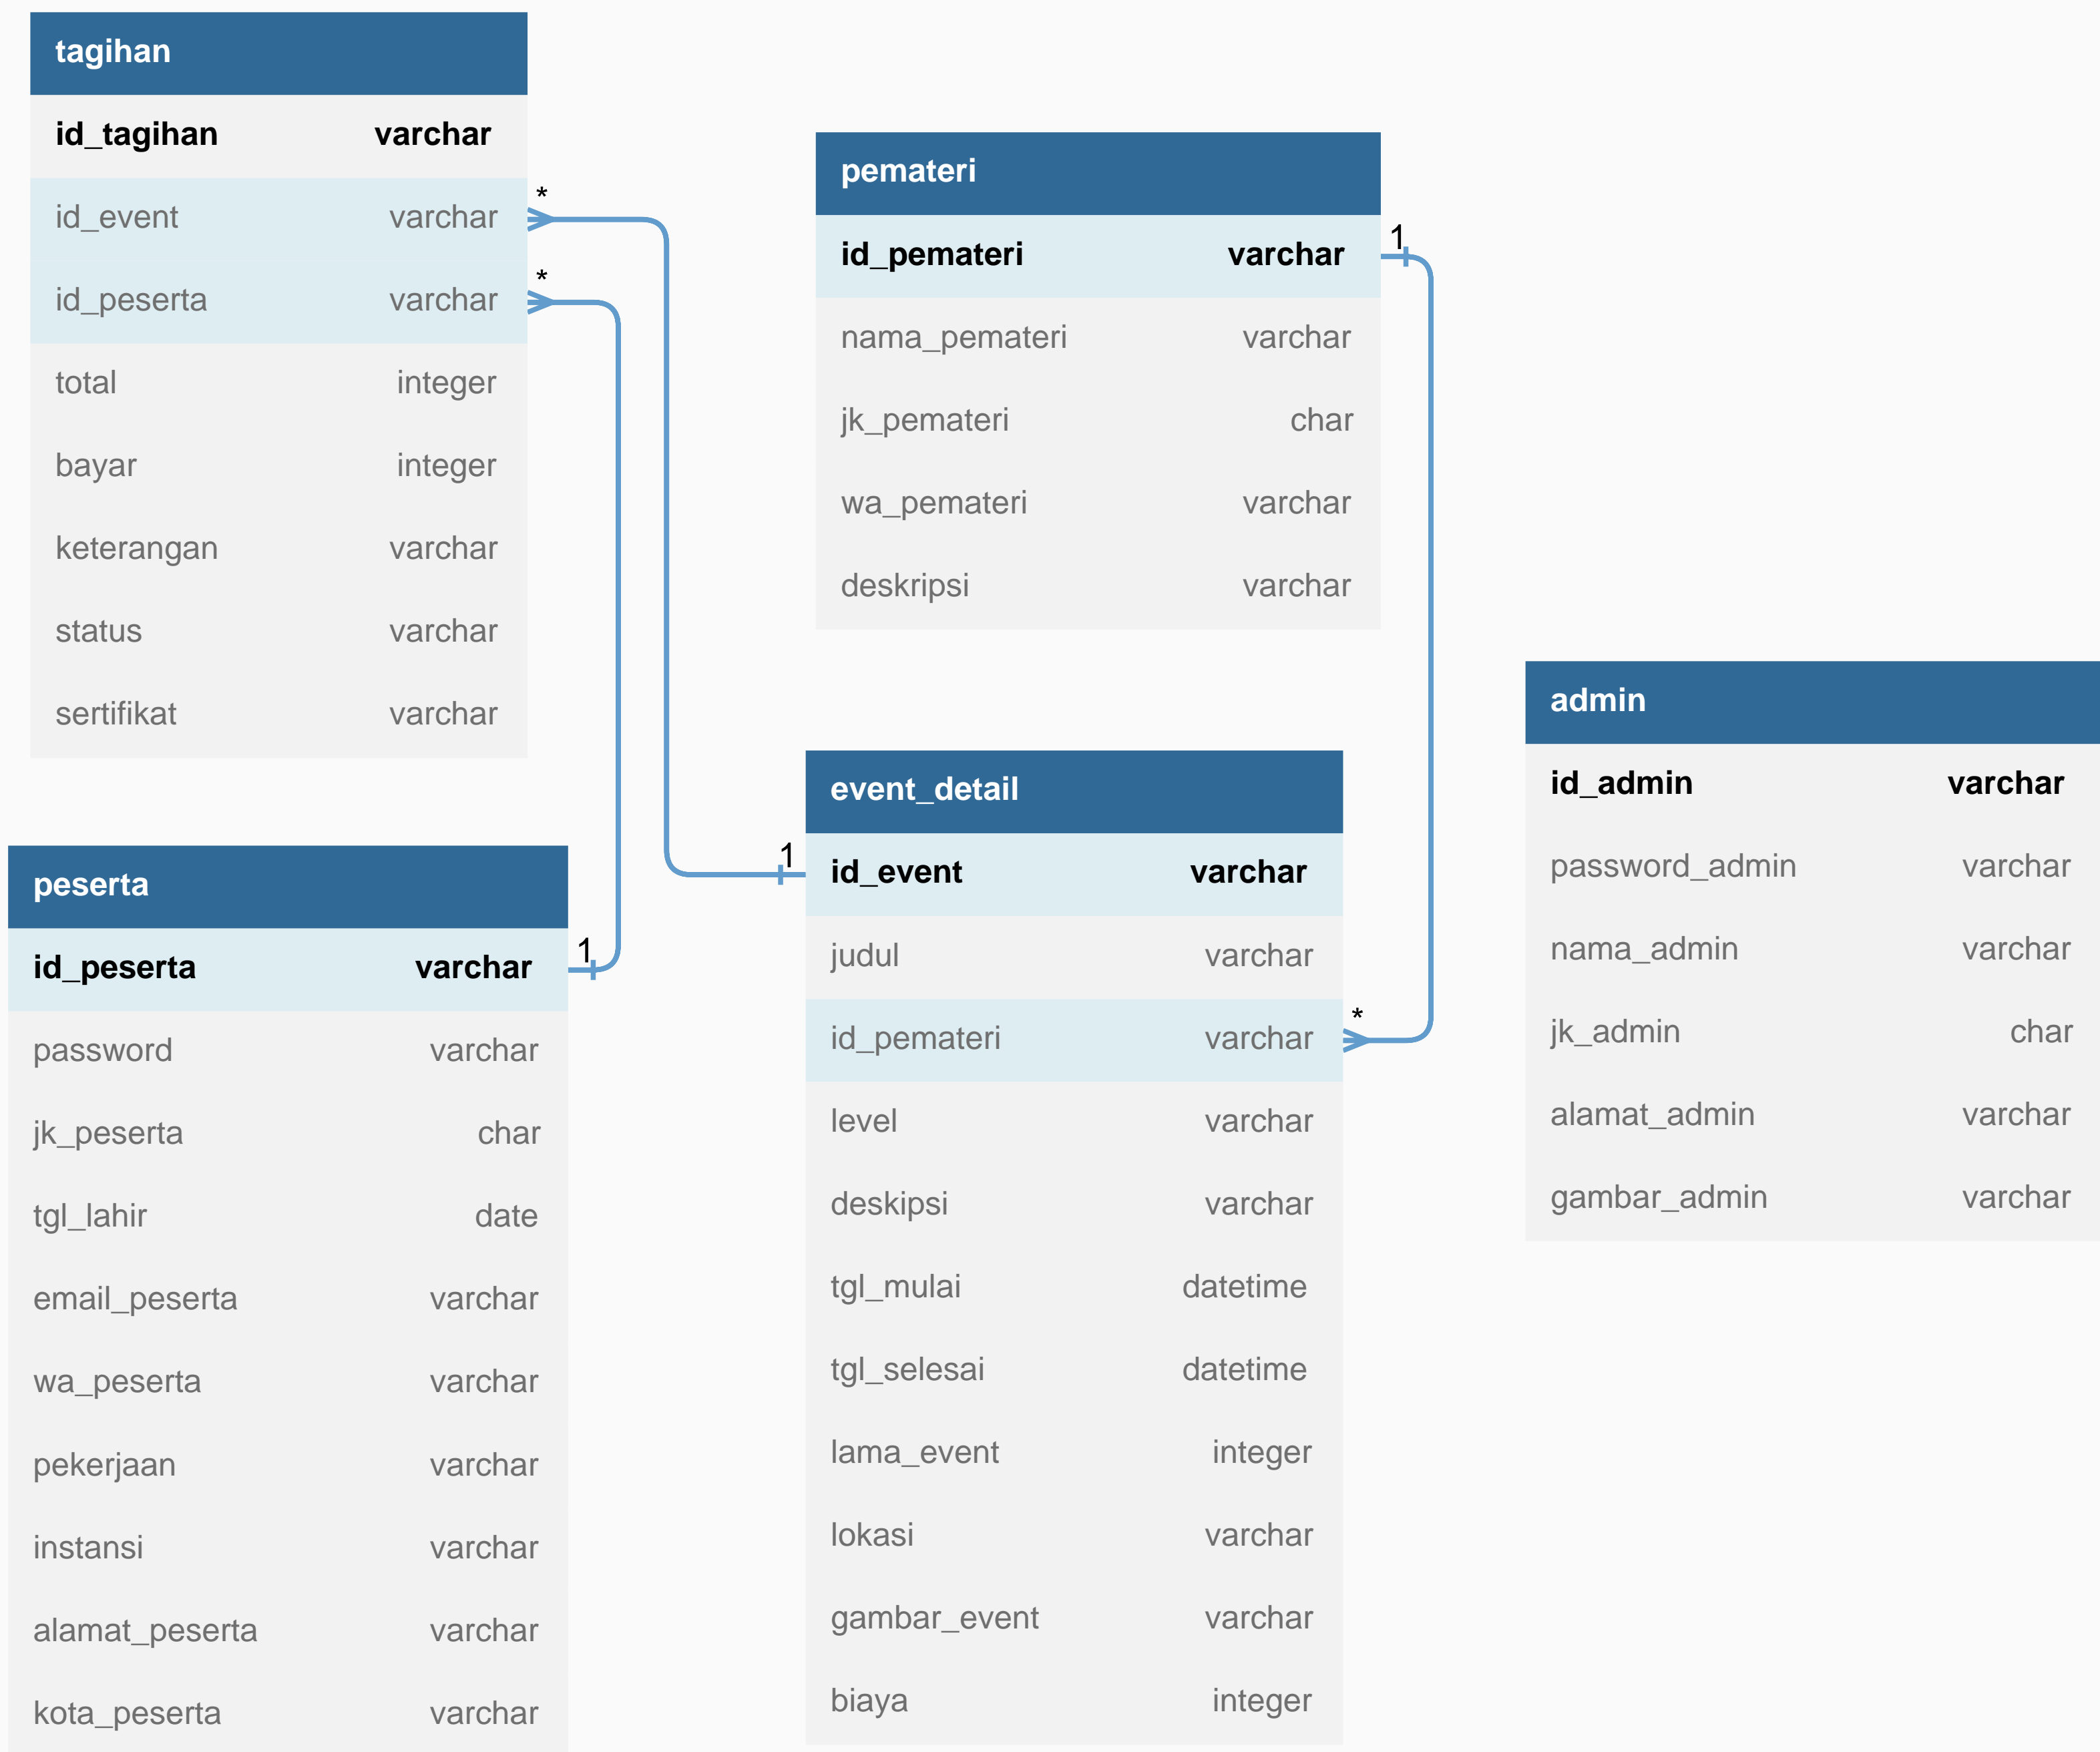 tagihan
id_tagihan varchar
id_event varchar *
id_peserta varchar *
total integer
bayar integer
keterangan varchar
status varchar
sertifikat varchar
pemateri
id_pemateri varchar 1
nama_pemateri varchar
jk_pemateri char
wa_pemateri varchar
deskripsi varchar
peserta
id_peserta varchar 1
password varchar
jk_peserta char
tgl_lahir date
email_peserta varchar
wa_peserta varchar
pekerjaan varchar
instansi varchar
alamat_peserta varchar
kota_peserta varchar
event_detail
1 id_event varchar
judul varchar
id_pemateri varchar *
level varchar
deskipsi varchar
tgl_mulai datetime
tgl_selesai datetime
lama_event integer
lokasi varchar
gambar_event varchar
biaya integer
admin
id_admin varchar
password_admin varchar
nama_admin varchar
jk_admin char
alamat_admin varchar
gambar_admin varchar